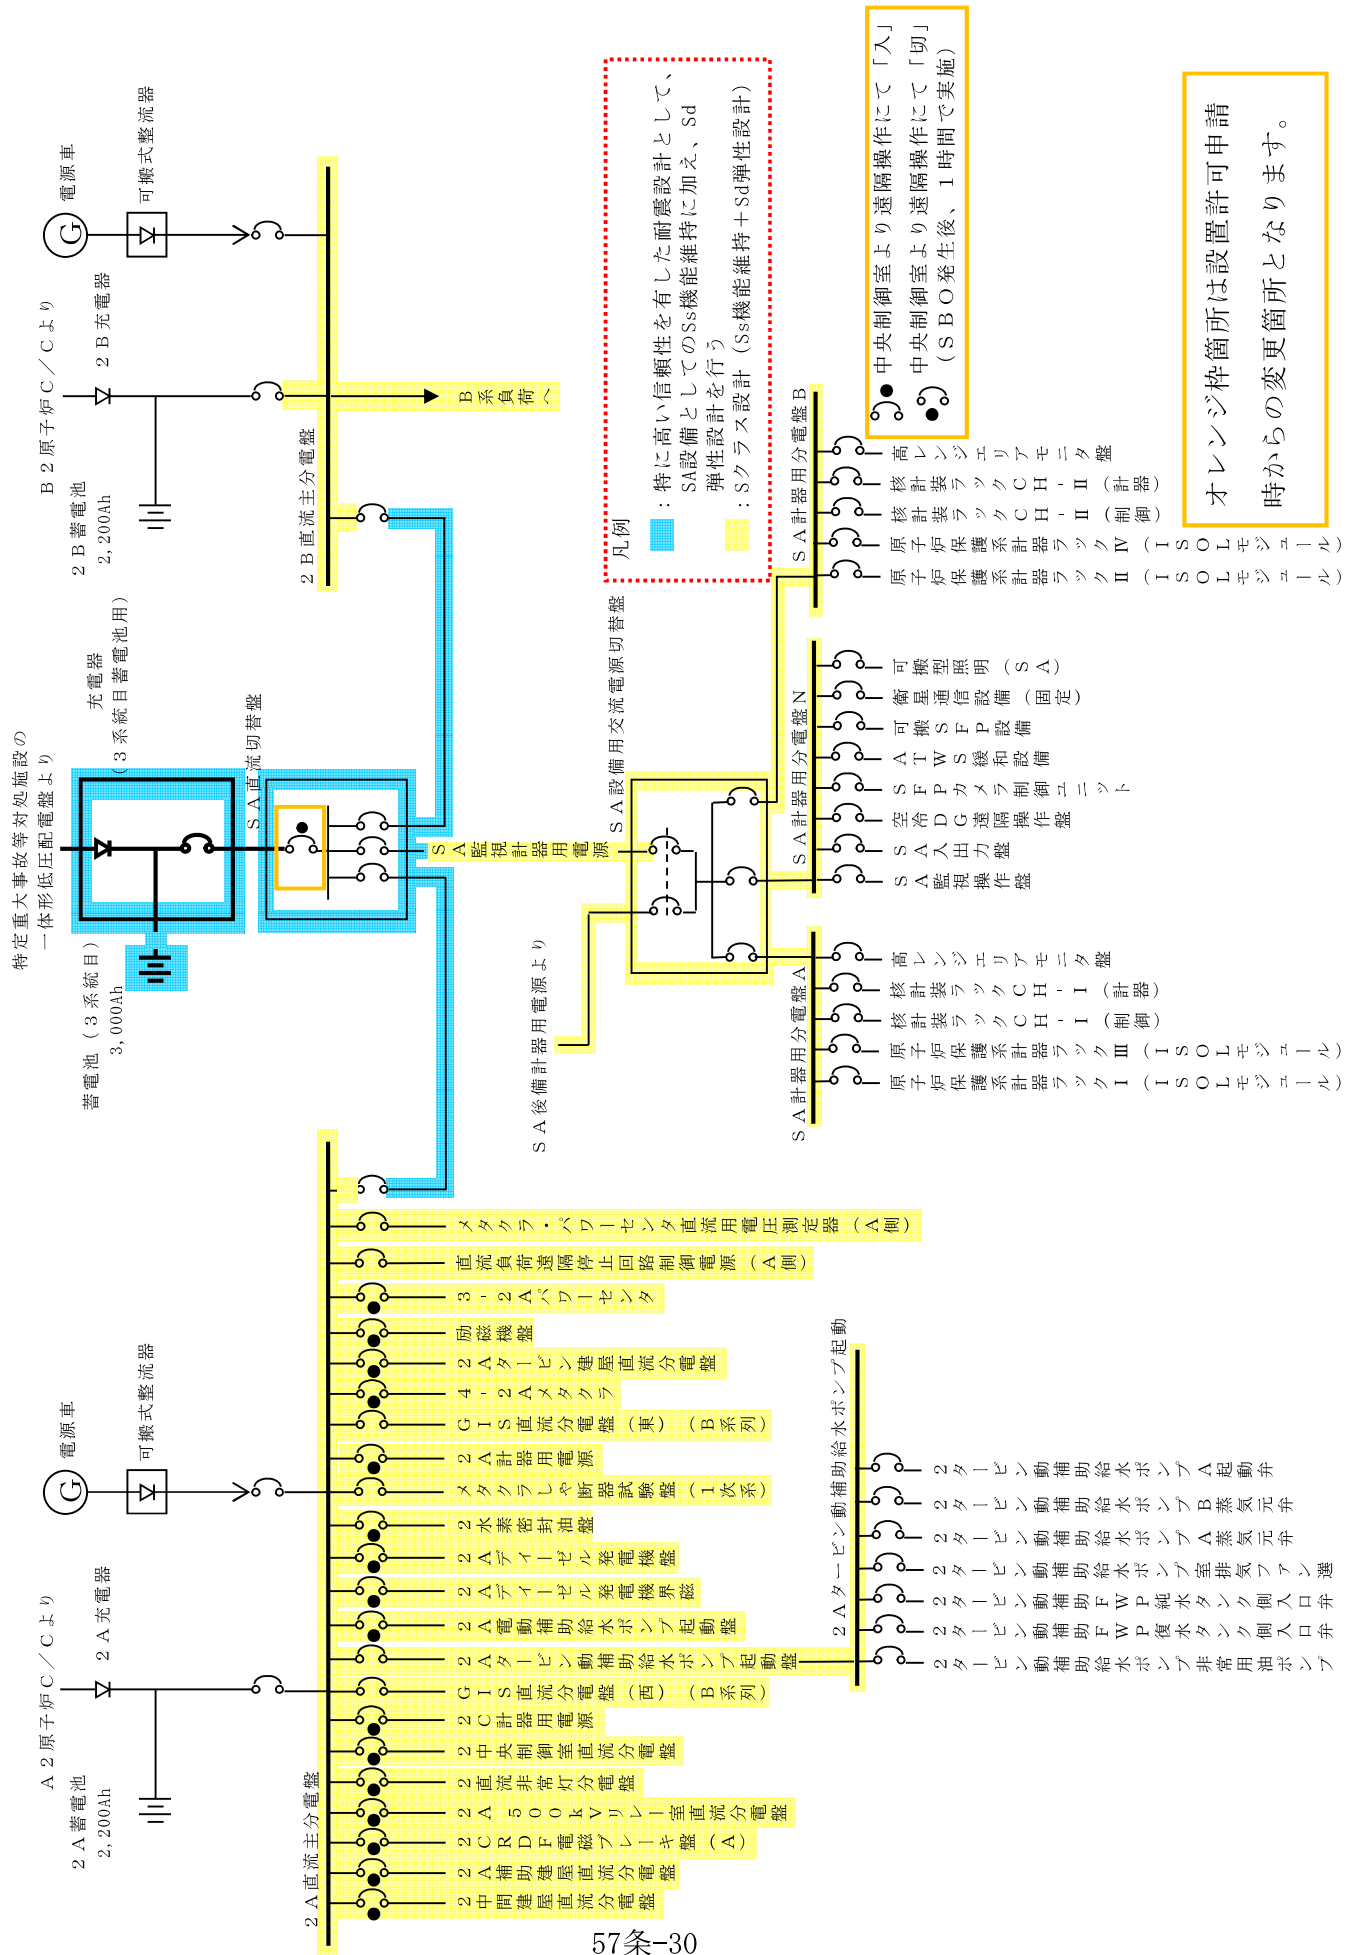 特定重大事故等対処施設の
一体形低圧配電盤より
充電器
(3系統目蓄電池用)
蓄電池(3系統目)
3,000Ah
SA直流切替盤
A2原子炉C/Cより
2A充電器
2A蓄電池
2,200Ah
電源車
G
可搬式整流器
B2原子炉C/Cより
2B充電器
2B蓄電池
2,200Ah
電源車
G
可搬式整流器
2A直流主分電盤
2B直流主分電盤
B系負荷へ
SA監視計器用電源
2中間建屋直流分電盤
2A補助建屋直流分電盤
2CRDF電磁ブレーキ盤(A)
2A 500kVリレー室直流分電盤
2直流非常灯分電盤
2中央制御室直流分電盤
2C計器用電源
GIS直流分電盤(西)(B系列)
2Aタービン動補助給水ポンプ起動盤
2A電動補助給水ポンプ起動盤
2Aディーゼル発電機界磁
2Aディーゼル発電機盤
2水素密封油盤
メタクラしゃ断器試験盤(1次系)
2A計器用電源
GIS直流分電盤(東)(B系列)
4-2Aメタクラ
2Aタービン建屋直流分電盤
励磁機盤
3-2Aパワーセンタ
直流負荷遠隔停止回路制御電源(A側)
メタクラ・パワーセンタ直流用電圧測定器(A側)
SA後備計器用電源より
SA設備用交流電源切替盤
凡例
:特に高い信頼性を有した耐震設計として、
SA設備としてのSs機能維持に加え、Sd
弾性設計を行う
:Sクラス設計(Ss機能維持+Sd弾性設計)
2Aタービン動補助給水ポンプ起動
2タービン動補助給水ポンプ非常用油ポンプ
2タービン動補助FWP復水タンク側入口弁
2タービン動補助FWP純水タンク側入口弁
2タービン動補助給水ポンプ室排気ファン選
2タービン動補助給水ポンプA蒸気元弁
2タービン動補助給水ポンプB蒸気元弁
2タービン動補助給水ポンプA起動弁
SA計器用分電盤A
原子炉保護系計器ラックⅠ(ISOLモジュール)
原子炉保護系計器ラックⅢ(ISOLモジュール)
核計装ラックCH-Ⅰ(制御)
核計装ラックCH-Ⅰ(計器)
高レンジエリアモニタ盤
SA計器用分電盤N
SA監視操作盤
SA入出力盤
空冷DG遠隔操作盤
SFPカメラ制御ユニット
ATWS緩和設備
可搬SFP設備
衛星通信設備(固定)
可搬型照明(SA)
SA計器用分電盤B
原子炉保護系計器ラックⅡ(ISOLモジュール)
原子炉保護系計器ラックⅣ(ISOLモジュール)
核計装ラックCH-Ⅱ(制御)
核計装ラックCH-Ⅱ(計器)
高レンジエリアモニタ盤
中央制御室より遠隔操作にて「入」
中央制御室より遠隔操作にて「切」
(SBO発生後、1時間で実施)
オレンジ枠箇所は設置許可申請
時からの変更箇所となります。
57条-30